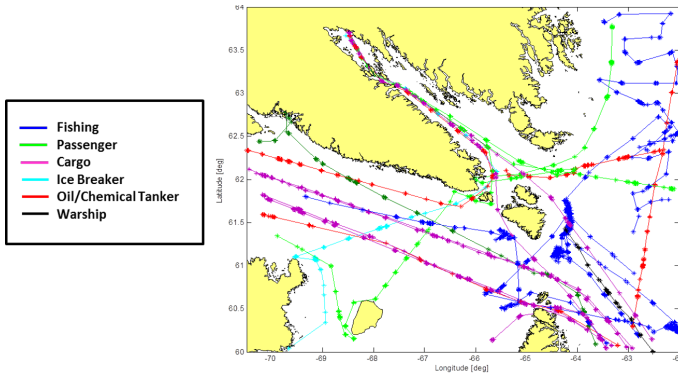 Fishing
Passenger
Cargo
Ice Breaker
Oil/Chemical Tanker
Warship
64
63.5
63
62.5
62
61.5
61
60.5
60
Latitude [deg]
-70 -69 -68 -67 -66 -65 -64 -63
Longitude [deg]